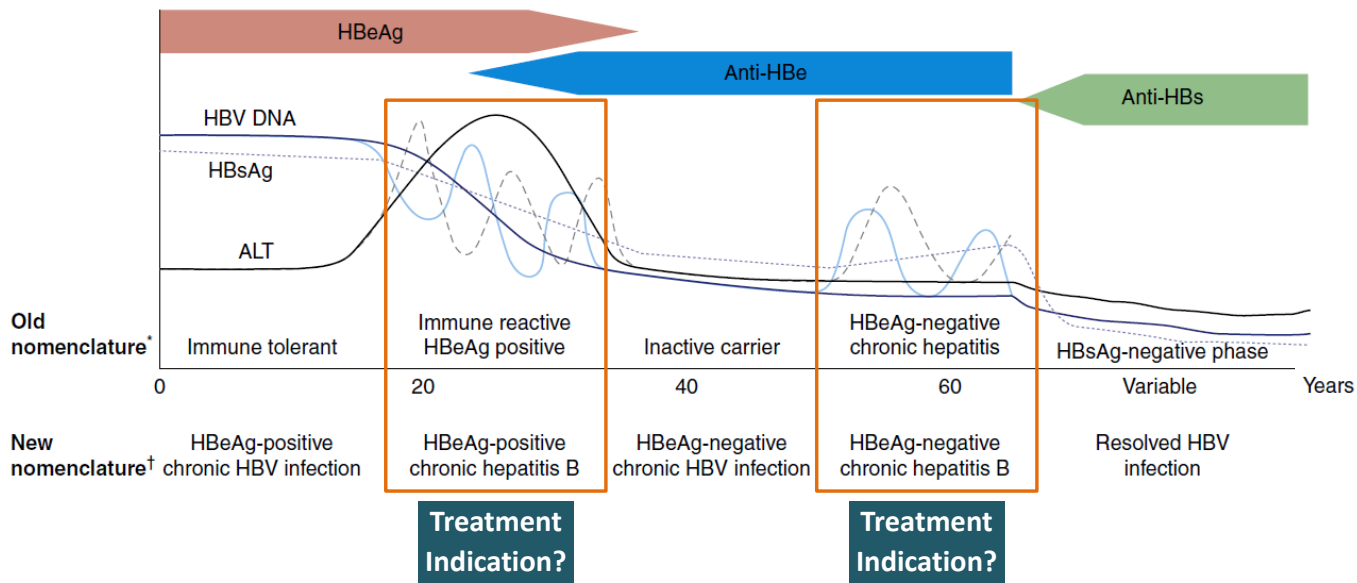 HBeAg
Anti-HBe
Anti-HBs
HBV DNA
HBsAg
ALT
Old
nomenclature*
Immune tolerant
Immune reactive
HBeAg positive
Inactive carrier
HBeAg-negative
chronic hepatitis
HBsAg-negative phase
0
20
40
60
Variable
Years
New
nomenclature†
HBeAg-positive
chronic HBV infection
HBeAg-positive
chronic hepatitis B
HBeAg-negative
chronic HBV infection
HBeAg-negative
chronic hepatitis B
Resolved HBV
infection
Treatment
Indication?
Treatment
Indication?